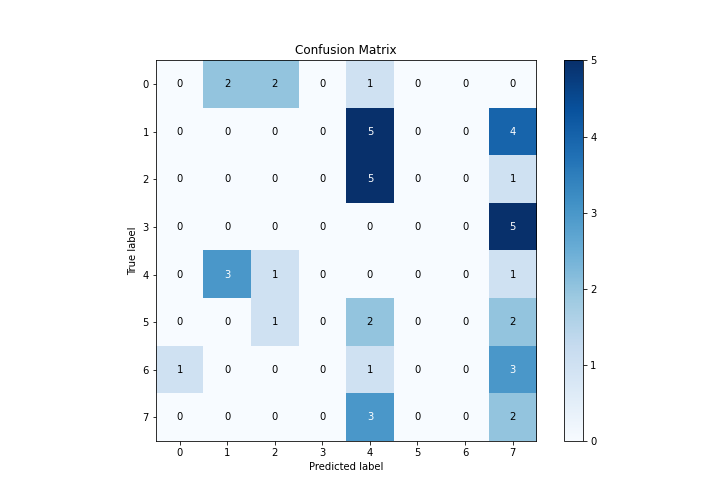 Confusion Matrix
0 0 2 2 0 1 0 0 0
1 0 0 0 0 5 0 0 4
2 0 0 0 0 5 0 0 1
3 0 0 0 0 0 0 0 5
4 0 3 1 0 0 0 0 1
5 0 0 1 0 2 0 0 2
6 1 0 0 0 1 0 0 3
7 0 0 0 0 3 0 0 2
0 1 2 3 4 5 6 7
True label
Predicted label
5
4
3
2
1
0